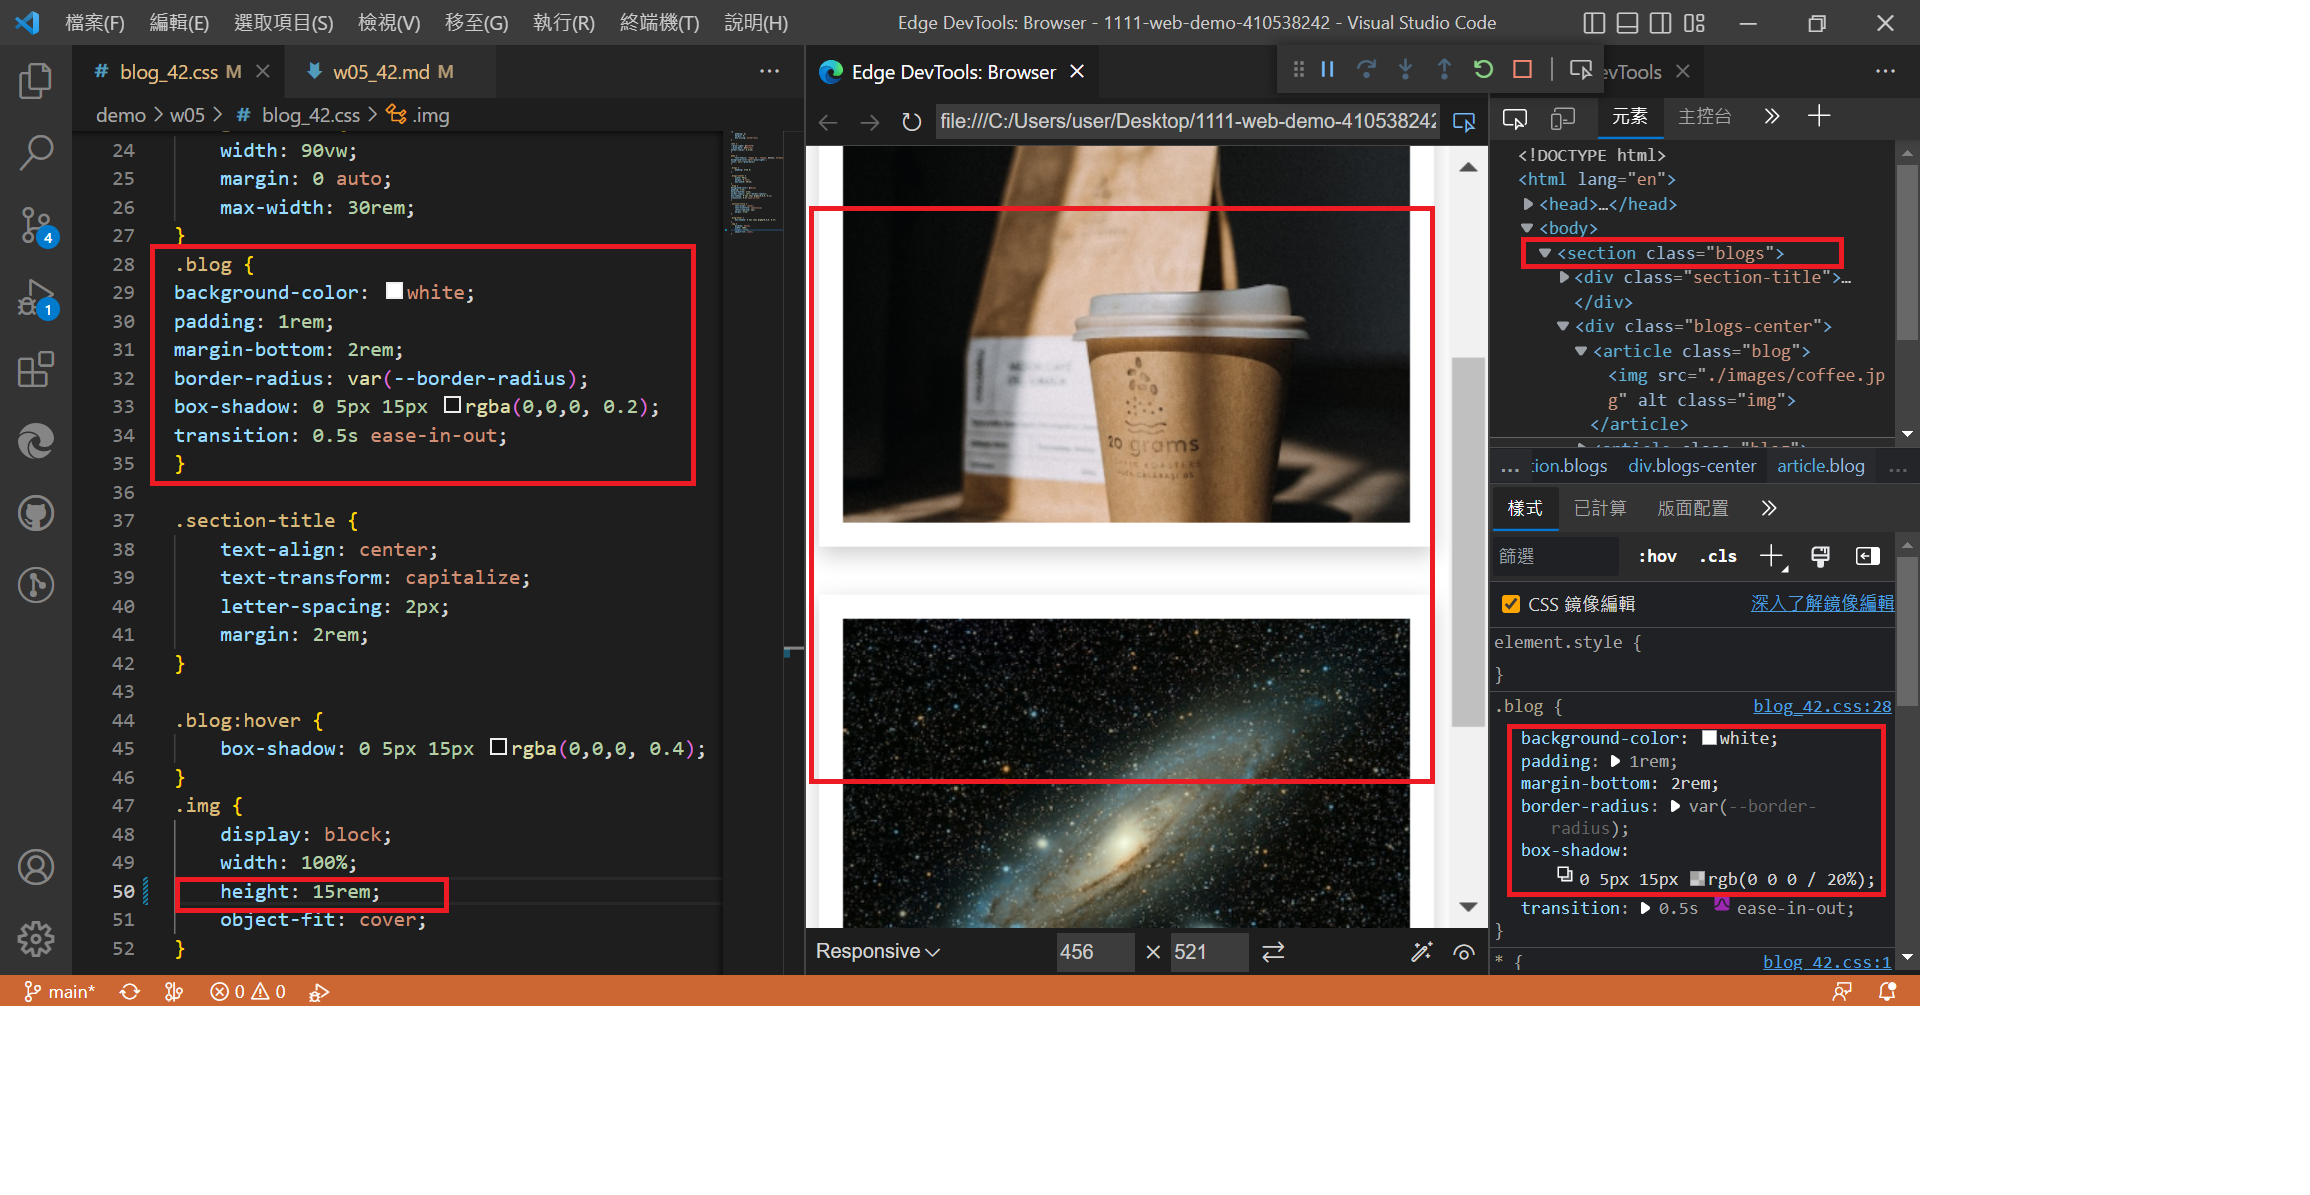 檔案(F) 編輯(E) 選取項目(S) 檢視(V) 移至(G) 執行(R) 終端機(T) 說明(H)
Edge DevTools: Browser - 1111-web-demo-410538242 - Visual Studio Code
# blog_42.css M
w05_42.md M
demo > w05 > # blog_42.css > .img
24 width: 90vw;
25 margin: 0 auto;
26 max-width: 30rem;
27 }
28 .blog {
29 background-color: white;
30 padding: 1rem;
31 margin-bottom: 2rem;
32 border-radius: var(--border-radius);
33 box-shadow: 0 5px 15px rgba(0,0,0, 0.2);
34 transition: 0.5s ease-in-out;
35 }
36
37 .section-title {
38 text-align: center;
39 text-transform: capitalize;
40 letter-spacing: 2px;
41 margin: 2rem;
42 }
43
44 .blog:hover {
45 box-shadow: 0 5px 15px rgba(0,0,0, 0.4);
46 }
47 .img {
48 display: block;
49 width: 100%;
50 height: 15rem;
51 object-fit: cover;
52 }
4
1
Edge DevTools: Browser
file:///C:/Users/user/Desktop/1111-web-demo-410538242
20 grams
Responsive 456 × 521
evTools
元素 主控台
<!DOCTYPE html>
<html lang="en">
<head>…</head>
<body>
<section class="blogs">
<div class="section-title">…
</div>
<div class="blogs-center">
<article class="blog">
<img src="./images/coffee.jp
g" alt class="img">
</article>
<article class="blog">
... tion.blogs div.blogs-center article.blog ...
樣式 已計算 版面配置
篩選 :hov .cls
CSS 鏡像編輯 深入了解鏡像編輯
element.style {
}
.blog { blog_42.css:28
background-color: white;
padding: 1rem;
margin-bottom: 2rem;
border-radius: var(--border-
radius);
box-shadow:
0 5px 15px rgb(0 0 0 / 20%);
transition: 0.5s ease-in-out;
}
* { blog_42.css:1
main* 0 0